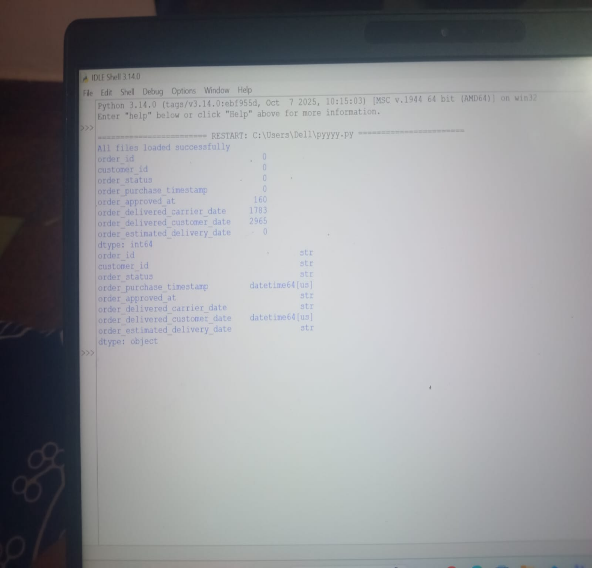 IDLE Shell 3.14.0
File Edit Shell Debug Options Window Help
Python 3.14.0 (tags/v3.14.0:ebf955d, Oct 7 2025, 10:15:03) [MSC v.1944 64 bit (AMD64)] on win32
Enter "help" below or click "Help" above for more information.
>>>
======================== RESTART: C:\Users\Dell\pyyyy.py =======================
All files loaded successfully
order_id 0
customer_id 0
order_status 0
order_purchase_timestamp 0
order_approved_at 160
order_delivered_carrier_date 1783
order_delivered_customer_date 2965
order_estimated_delivery_date 0
dtype: int64
order_id str
customer_id str
order_status str
order_purchase_timestamp datetime64[us]
order_approved_at str
order_delivered_carrier_date str
order_delivered_customer_date datetime64[us]
order_estimated_delivery_date str
dtype: object
>>>